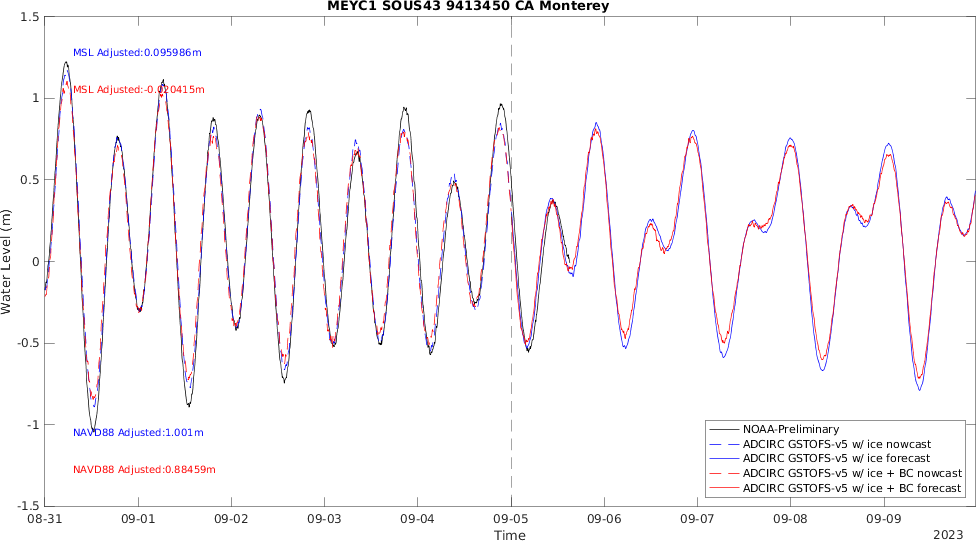 MEYC1 SOUS43 9413450 CA Monterey
1.5
1
0.5
0
-0.5
-1
-1.5
Water Level (m)
MSL Adjusted:0.095986m
MSL Adjusted:-0.020415m
NAVD88 Adjusted:1.001m
NAVD88 Adjusted:0.88459m
NOAA-Preliminary
ADCIRC GSTOFS-v5 w/ ice nowcast
ADCIRC GSTOFS-v5 w/ ice forecast
ADCIRC GSTOFS-v5 w/ ice + BC nowcast
ADCIRC GSTOFS-v5 w/ ice + BC forecast
08-31 09-01 09-02 09-03 09-04 09-05 09-06 09-07 09-08 09-09
Time
2023